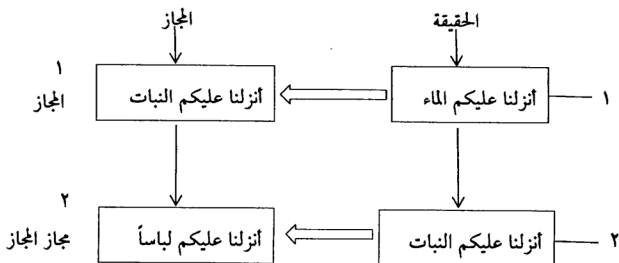 الحقيقة
المجاز
١
أنزلنا عليكم الماء
أنزلنا عليكم النبات
١
المجاز
٢
أنزلنا عليكم النبات
أنزلنا عليكم لباساً
٢
مجاز المجاز